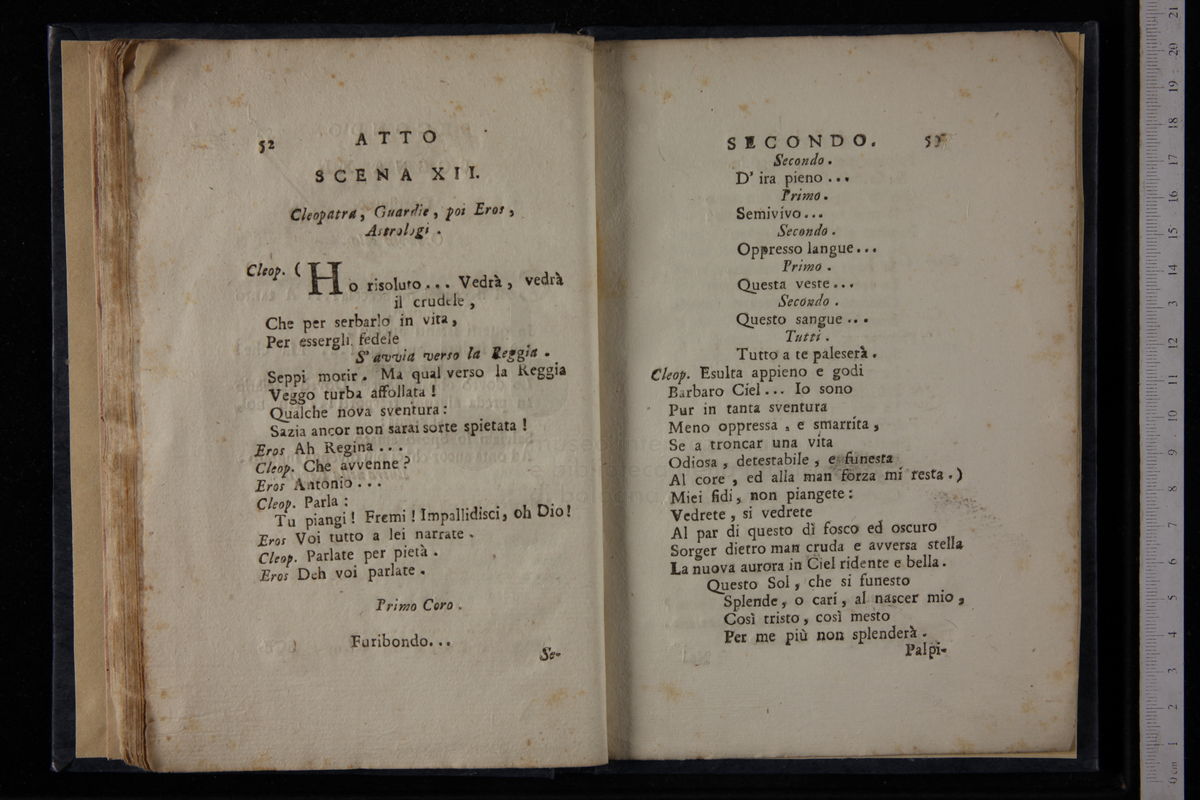 52
ATTO
SCENA XII.
Cleopatra, Guardie, poi Eros,
Astrologi.
Cleop. (Ho risoluto... Vedrà, vedrà
il crudele,
Che per serbarlo in vita,
Per essergli fedele
S'avvia verso la Reggia.
Seppi morir. Ma qual verso la Reggia
Veggo turba affollata!
Qualche nova sventura:
Sazia ancor non sarai sorte spietata!
Eros Ah Regina...
Cleop. Che avvenne?
Eros Antonio...
Cleop. Parla:
Tu piangi! Fremi! Impallidisci, oh Dio!
Eros Voi tutto a lei narrate.
Cleop. Parlate per pietà.
Eros Deh voi parlate.
Primo Coro.
Furibondo...
Se-
SECONDO. 53
Secondo.
D' ira pieno...
Primo.
Semivivo...
Secondo.
Oppresso langue...
Primo.
Questa veste...
Secondo.
Questo sangue...
Tutti.
Tutto a te paleserà.
Cleop. Esulta appieno e godi
Barbaro Ciel... Io sono
Pur in tanta sventura
Meno oppressa, e smarrita,
Se a troncar una vita
Odiosa, detestabile, e funesta
Al core, ed alla man forza mi resta.)
Miei fidi, non piangete:
Vedrete, si vedrete
Al par di questo dì fosco ed oscuro
Sorger dietro man cruda e avversa stella
La nuova aurora in Ciel ridente e bella.
Questo Sol, che si funesto
Splende, o cari, al nascer mio,
Così tristo, così mesto
Per me più non splenderà.
Palpi-